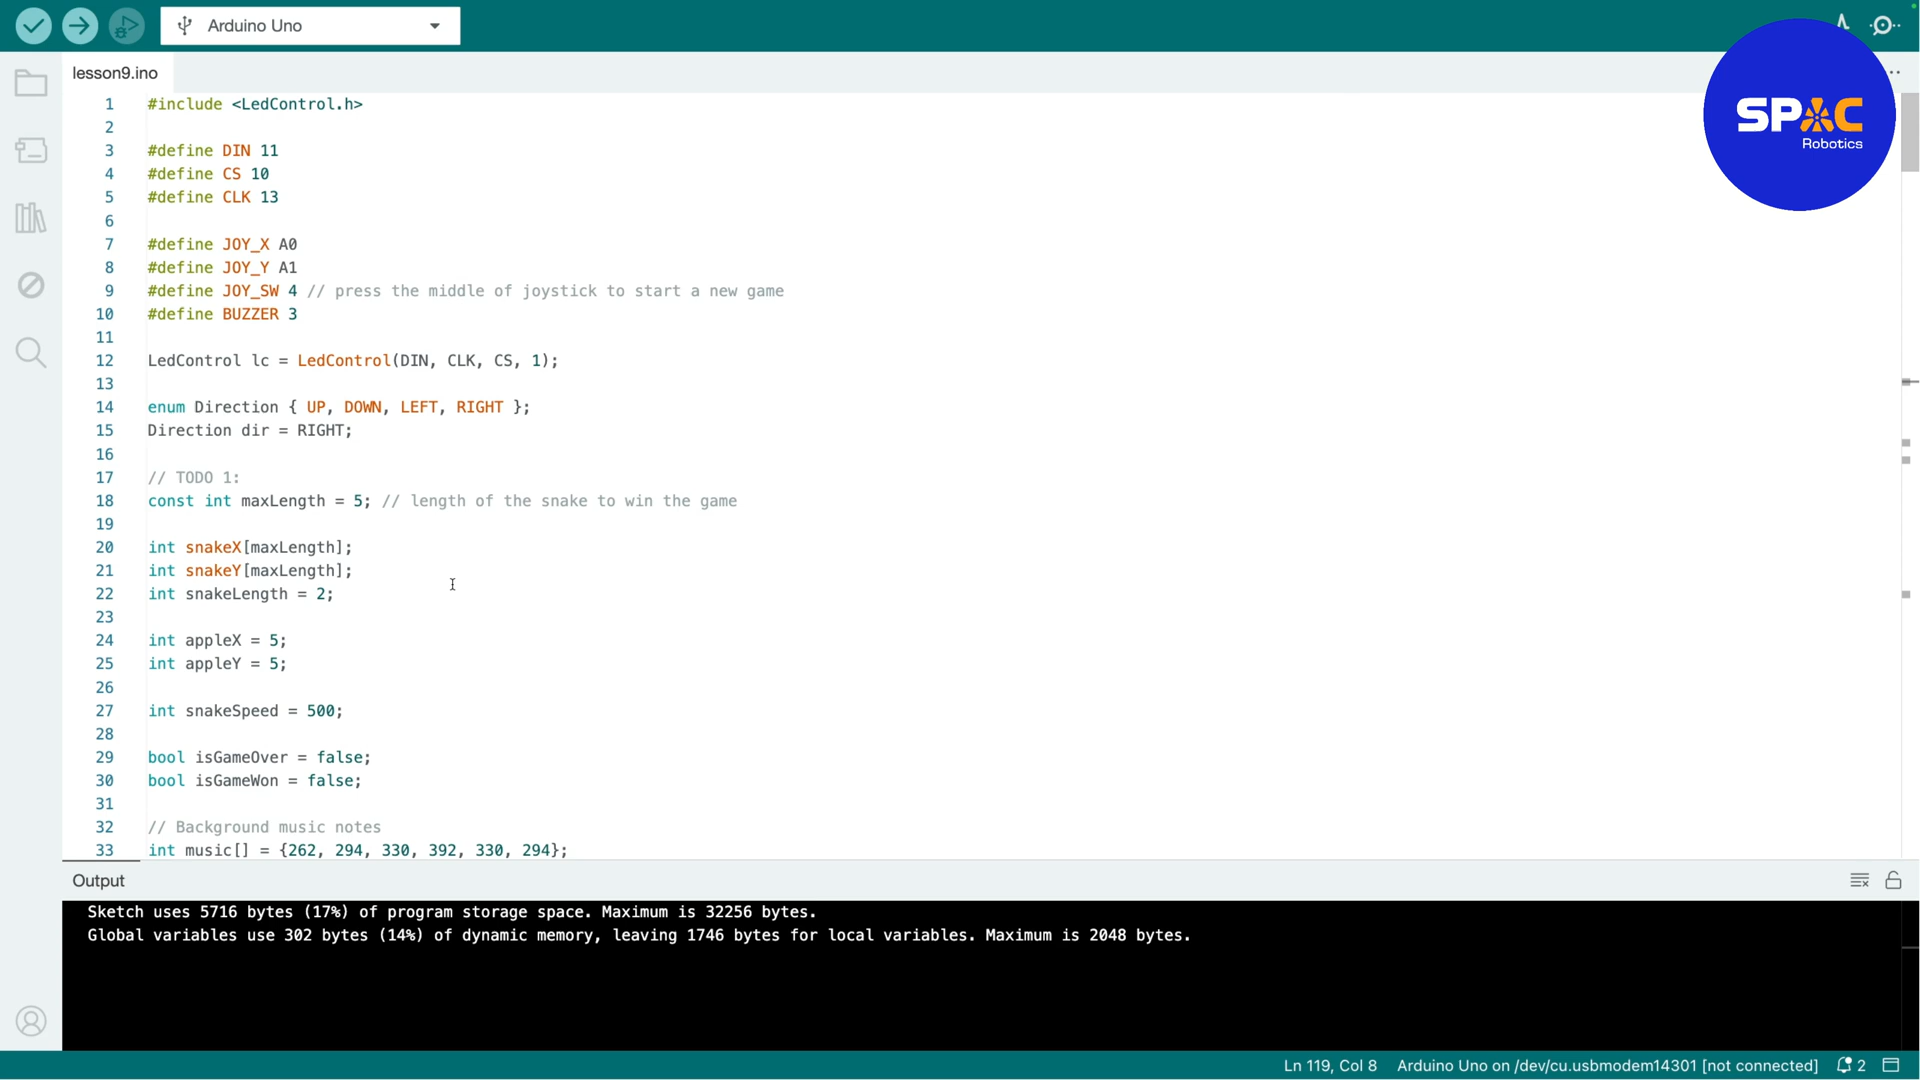 Arduino Uno
lesson9.ino
SPAC
Robotics
1 #include <LedControl.h>
2
3 #define DIN 11
4 #define CS 10
5 #define CLK 13
6
7 #define JOY_X A0
8 #define JOY_Y A1
9 #define JOY_SW 4 // press the middle of joystick to start a new game
10 #define BUZZER 3
11
12 LedControl lc = LedControl(DIN, CLK, CS, 1);
13
14 enum Direction { UP, DOWN, LEFT, RIGHT };
15 Direction dir = RIGHT;
16
17 // TODO 1:
18 const int maxLength = 5; // length of the snake to win the game
19
20 int snakeX[maxLength];
21 int snakeY[maxLength];
22 int snakeLength = 2;
23
24 int appleX = 5;
25 int appleY = 5;
26
27 int snakeSpeed = 500;
28
29 bool isGameOver = false;
30 bool isGameWon = false;
31
32 // Background music notes
33 int music[] = {262, 294, 330, 392, 330, 294};
Output
Sketch uses 5716 bytes (17%) of program storage space. Maximum is 32256 bytes.
Global variables use 302 bytes (14%) of dynamic memory, leaving 1746 bytes for local variables. Maximum is 2048 bytes.
Ln 119, Col 8 Arduino Uno on /dev/cu.usbmodem14301 [not connected] 2